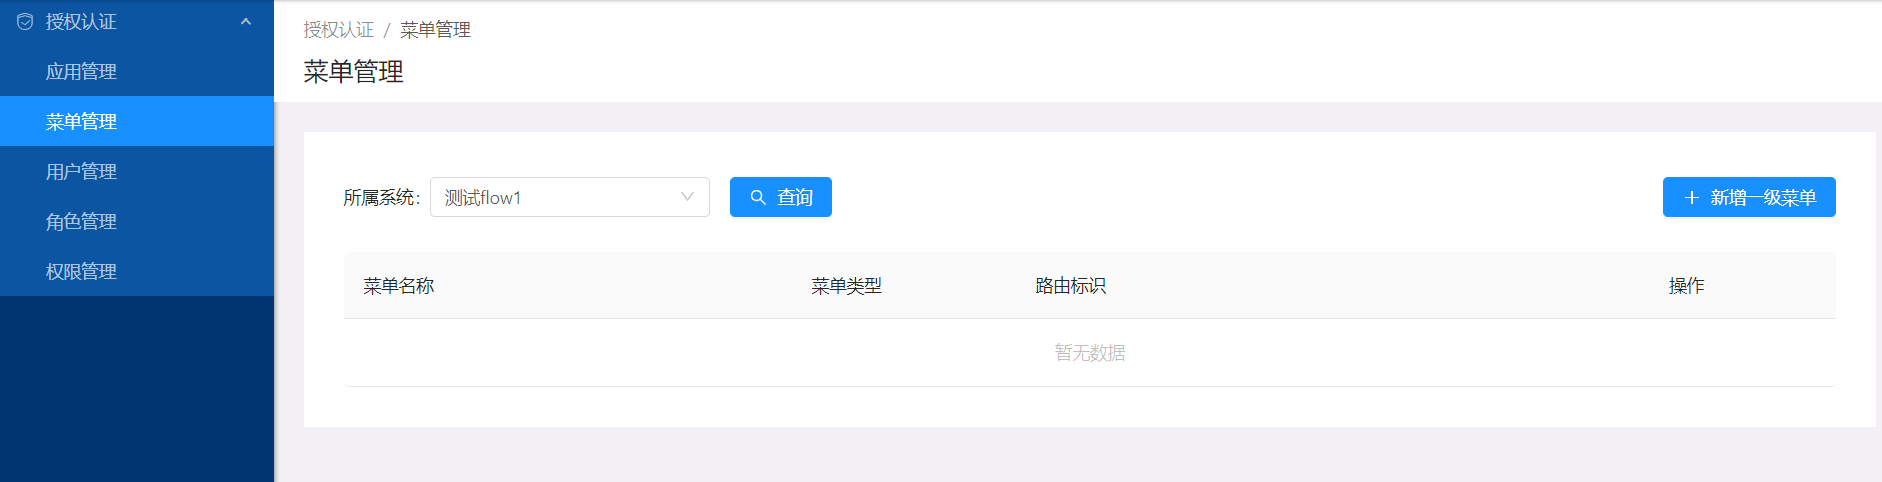 授权认证
应用管理
菜单管理
用户管理
角色管理
权限管理
授权认证 / 菜单管理
菜单管理
所属系统: 测试flow1 查询 + 新增一级菜单
菜单名称 菜单类型 路由标识 操作
暂无数据